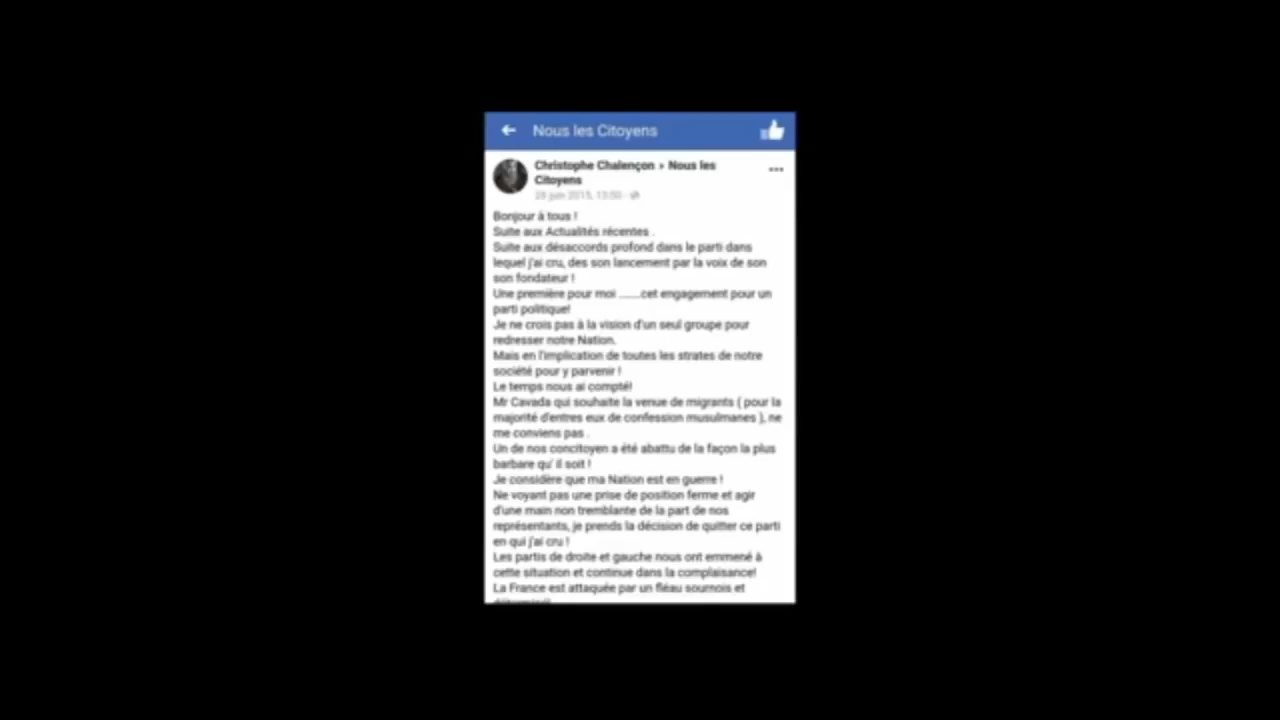 Nous les Citoyens
Christophe Chalençon › Nous les
Citoyens
28 juin 2015, 13:50
Bonjour à tous !
Suite aux Actualités récentes .
Suite aux désaccords profond dans le parti dans
lequel j'ai cru, des son lancement par la voix de son
son fondateur !
Une première pour moi .......cet engagement pour un
parti politique!
Je ne crois pas à la vision d'un seul groupe pour
redresser notre Nation.
Mais en l'implication de toutes les strates de notre
société pour y parvenir !
Le temps nous ai compté!
Mr Cavada qui souhaite la venue de migrants ( pour la
majorité d'entres eux de confession musulmanes ), ne
me conviens pas .
Un de nos concitoyen a été abattu de la façon la plus
barbare qu' il soit !
Je considère que ma Nation est en guerre !
Ne voyant pas une prise de position ferme et agir
d'une main non tremblante de la part de nos
représentants, je prends la décision de quitter ce parti
en qui j'ai cru !
Les partis de droite et gauche nous ont emmené à
cette situation et continue dans la complaisance!
La France est attaquée par un fléau sournois et